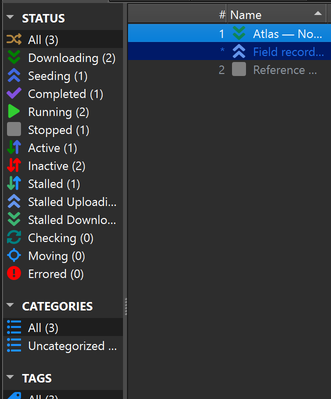 STATUS
All (3)
Downloading (2)
Seeding (1)
Completed (1)
Running (2)
Stopped (1)
Active (1)
Inactive (2)
Stalled (1)
Stalled Uploadi...
Stalled Downlo...
Checking (0)
Moving (0)
Errored (0)
CATEGORIES
All (3)
Uncategorized ...
TAGS
All (3)
# Name
1 Atlas — No...
* Field record...
2 Reference ...